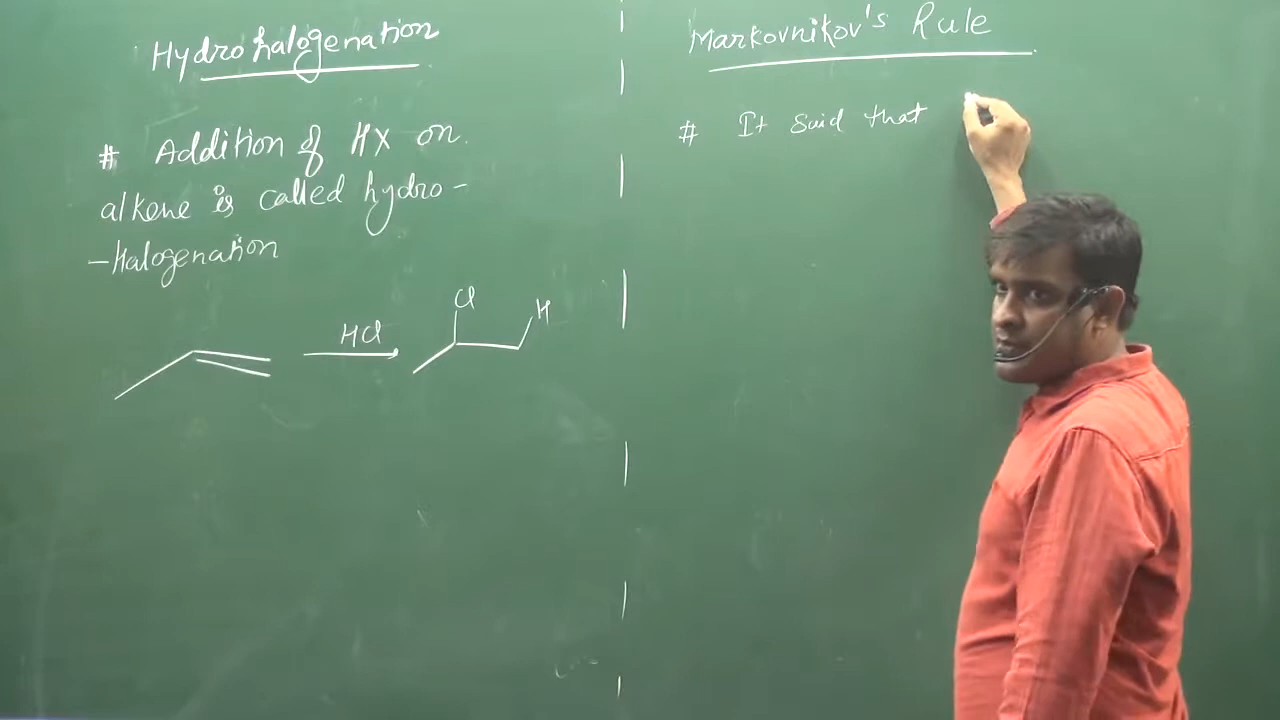 Hydrohalogenation
# Addition of HX on
alkene is called hydro-
-Halogenation
HCl
Cl
H
Markovnikov's Rule
# It said that